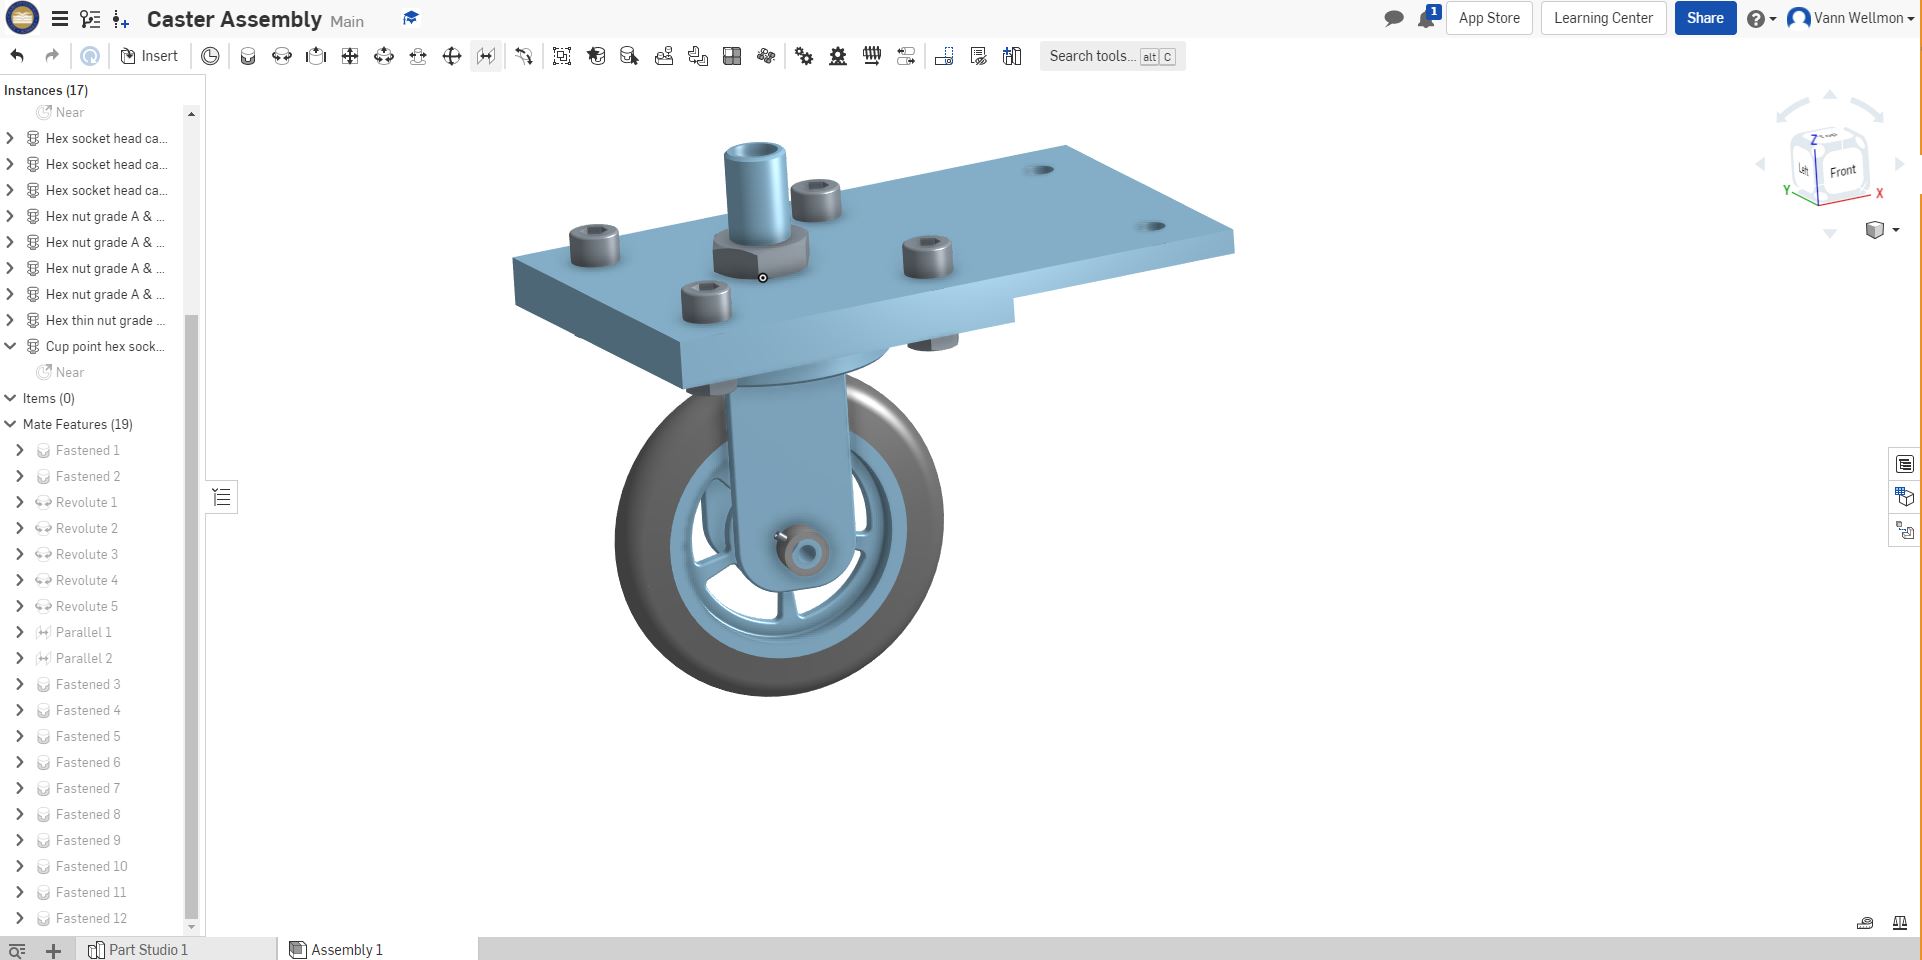 Caster Assembly Main
1
App Store
Learning Center
Share
Vann Wellmon
Insert
Search tools... alt C
Instances (17)
Near
Hex socket head ca...
Hex socket head ca...
Hex socket head ca...
Hex nut grade A & ...
Hex nut grade A & ...
Hex nut grade A & ...
Hex nut grade A & ...
Hex thin nut grade ...
Cup point hex sock...
Near
Items (0)
Mate Features (19)
Fastened 1
Fastened 2
Revolute 1
Revolute 2
Revolute 3
Revolute 4
Revolute 5
Parallel 1
Parallel 2
Fastened 3
Fastened 4
Fastened 5
Fastened 6
Fastened 7
Fastened 8
Fastened 9
Fastened 10
Fastened 11
Fastened 12
Z Top
Left Front
Y X
Part Studio 1
Assembly 1